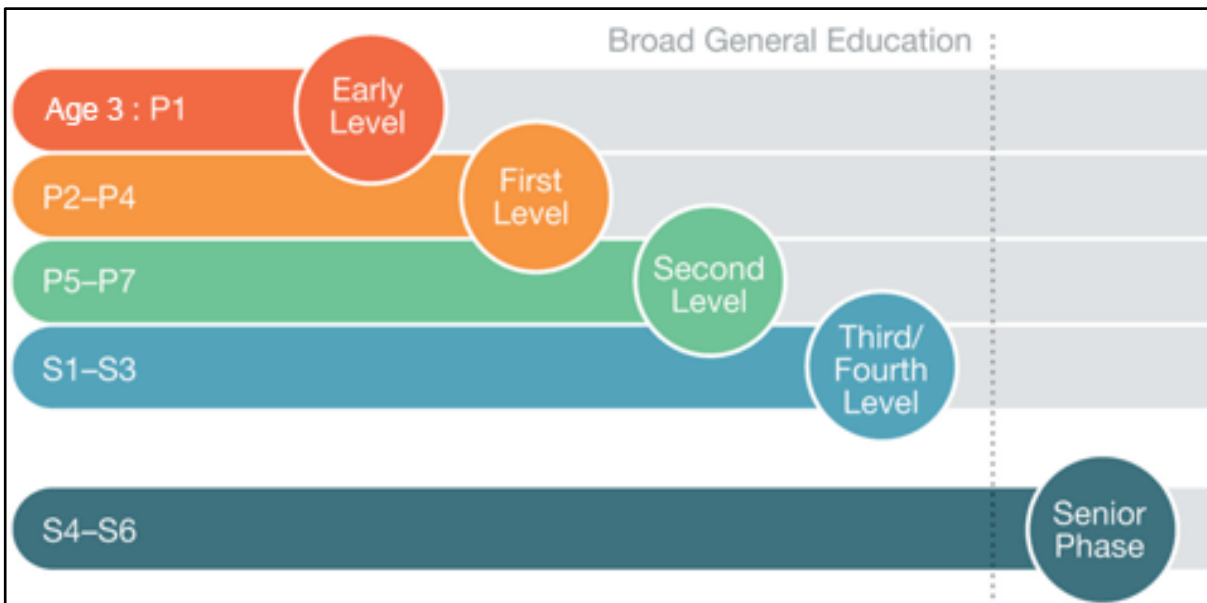 Broad General Education
Age 3 : P1
Early
Level
P2–P4
First
Level
P5–P7
Second
Level
S1–S3
Third/
Fourth
Level
S4–S6
Senior
Phase